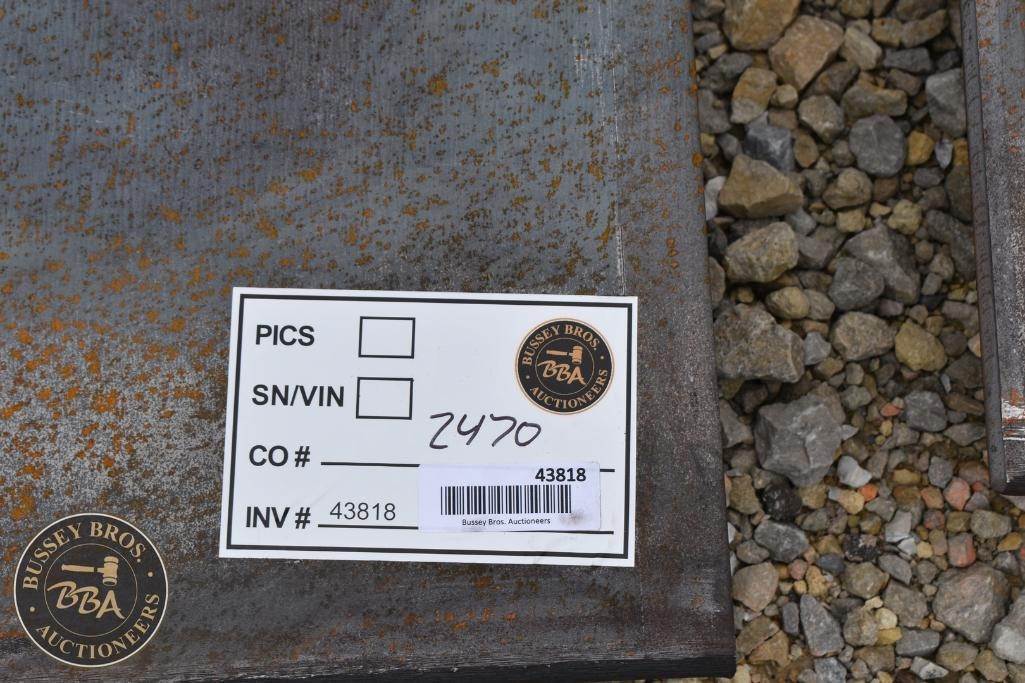 PICS
BUSSEY BROS.
BBA
AUCTIONEERS
SN/VIN
2470
CO #
43818
INV # 43818
Bussey Bros. Auctioneers
BUSSEY BROS.
BBA
AUCTIONEERS